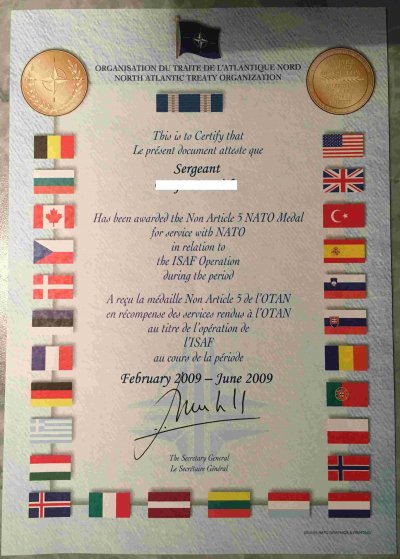 ORGANISATION DU TRAITE DE L'ATLANTIQUE NORD
NORTH ATLANTIC TREATY ORGANIZATION
This is to Certify that
Le présent document atteste que
Sergeant
Has been awarded the Non Article 5 NATO Medal
for service with NATO
in relation to
the ISAF Operation
during the period
A reçu la médaille Non Article 5 de l'OTAN
en récompense des services rendus à l'OTAN
au titre de l'opération de
l'ISAF
au cours de la période
February 2009 – June 2009
The Secretary General
Le Secrétaire Général